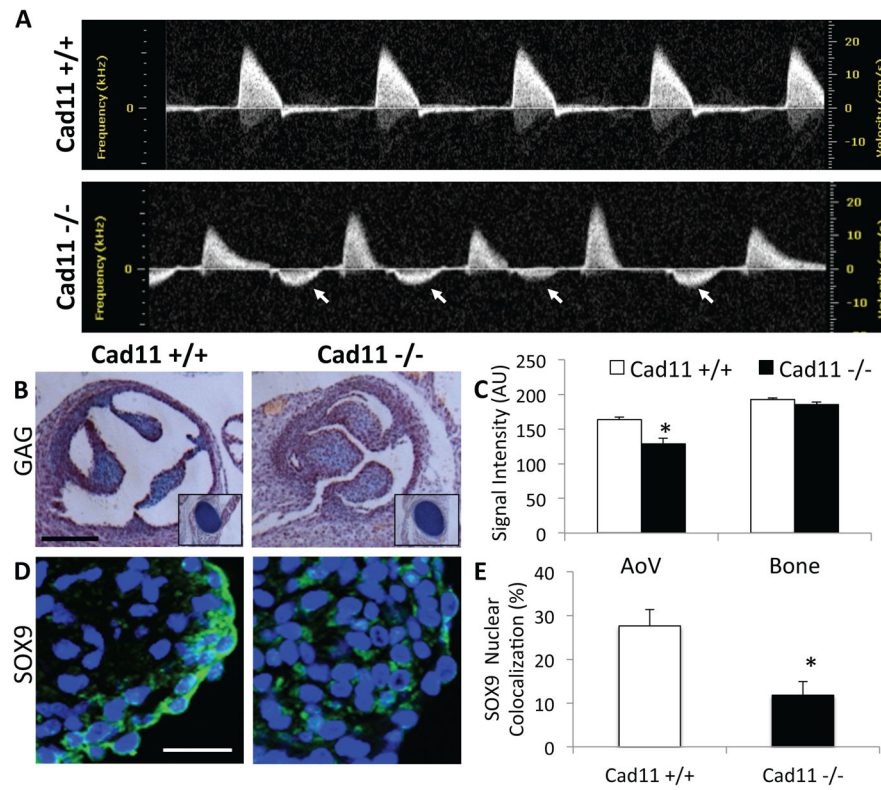 A
Cad11 +/+
Frequency (kHz)
0
20
10
0
-10
Velocity (cm/s)
Cad11 -/-
Frequency (kHz)
0
20
10
0
-10
Cad11 +/+
Cad11 -/-
B
GAG
C
Signal Intensity (AU)
250
200
150
100
50
0
Cad11 +/+
Cad11 -/-
*
AoV
Bone
D
SOX9
E
SOX9 Nuclear
Colocalization (%)
40
30
20
10
0
*
Cad11 +/+
Cad11 -/-